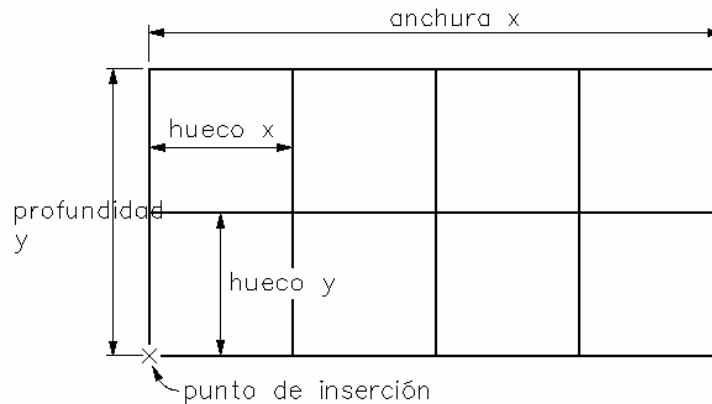 anchura x
hueco x
profundidad
y
hueco y
punto de inserción